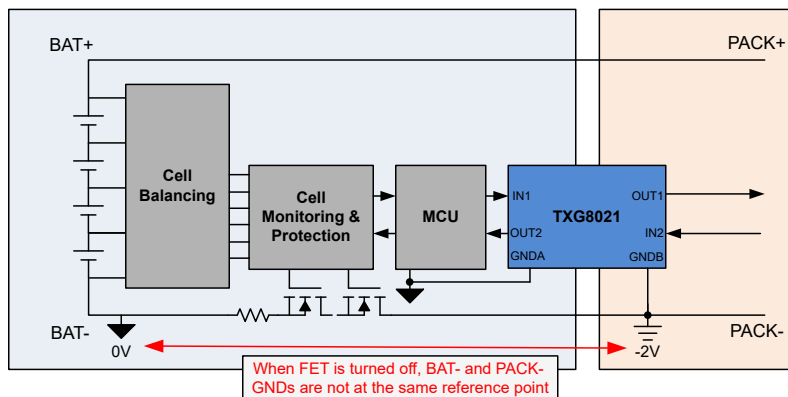 BAT+
PACK+
Cell
Balancing
Cell
Monitoring &
Protection
MCU
IN1
OUT2
GNDA
TXG8021
OUT1
IN2
GNDB
BAT-
0V
-2V
PACK-
When FET is turned off, BAT- and PACK-
GNDs are not at the same reference point